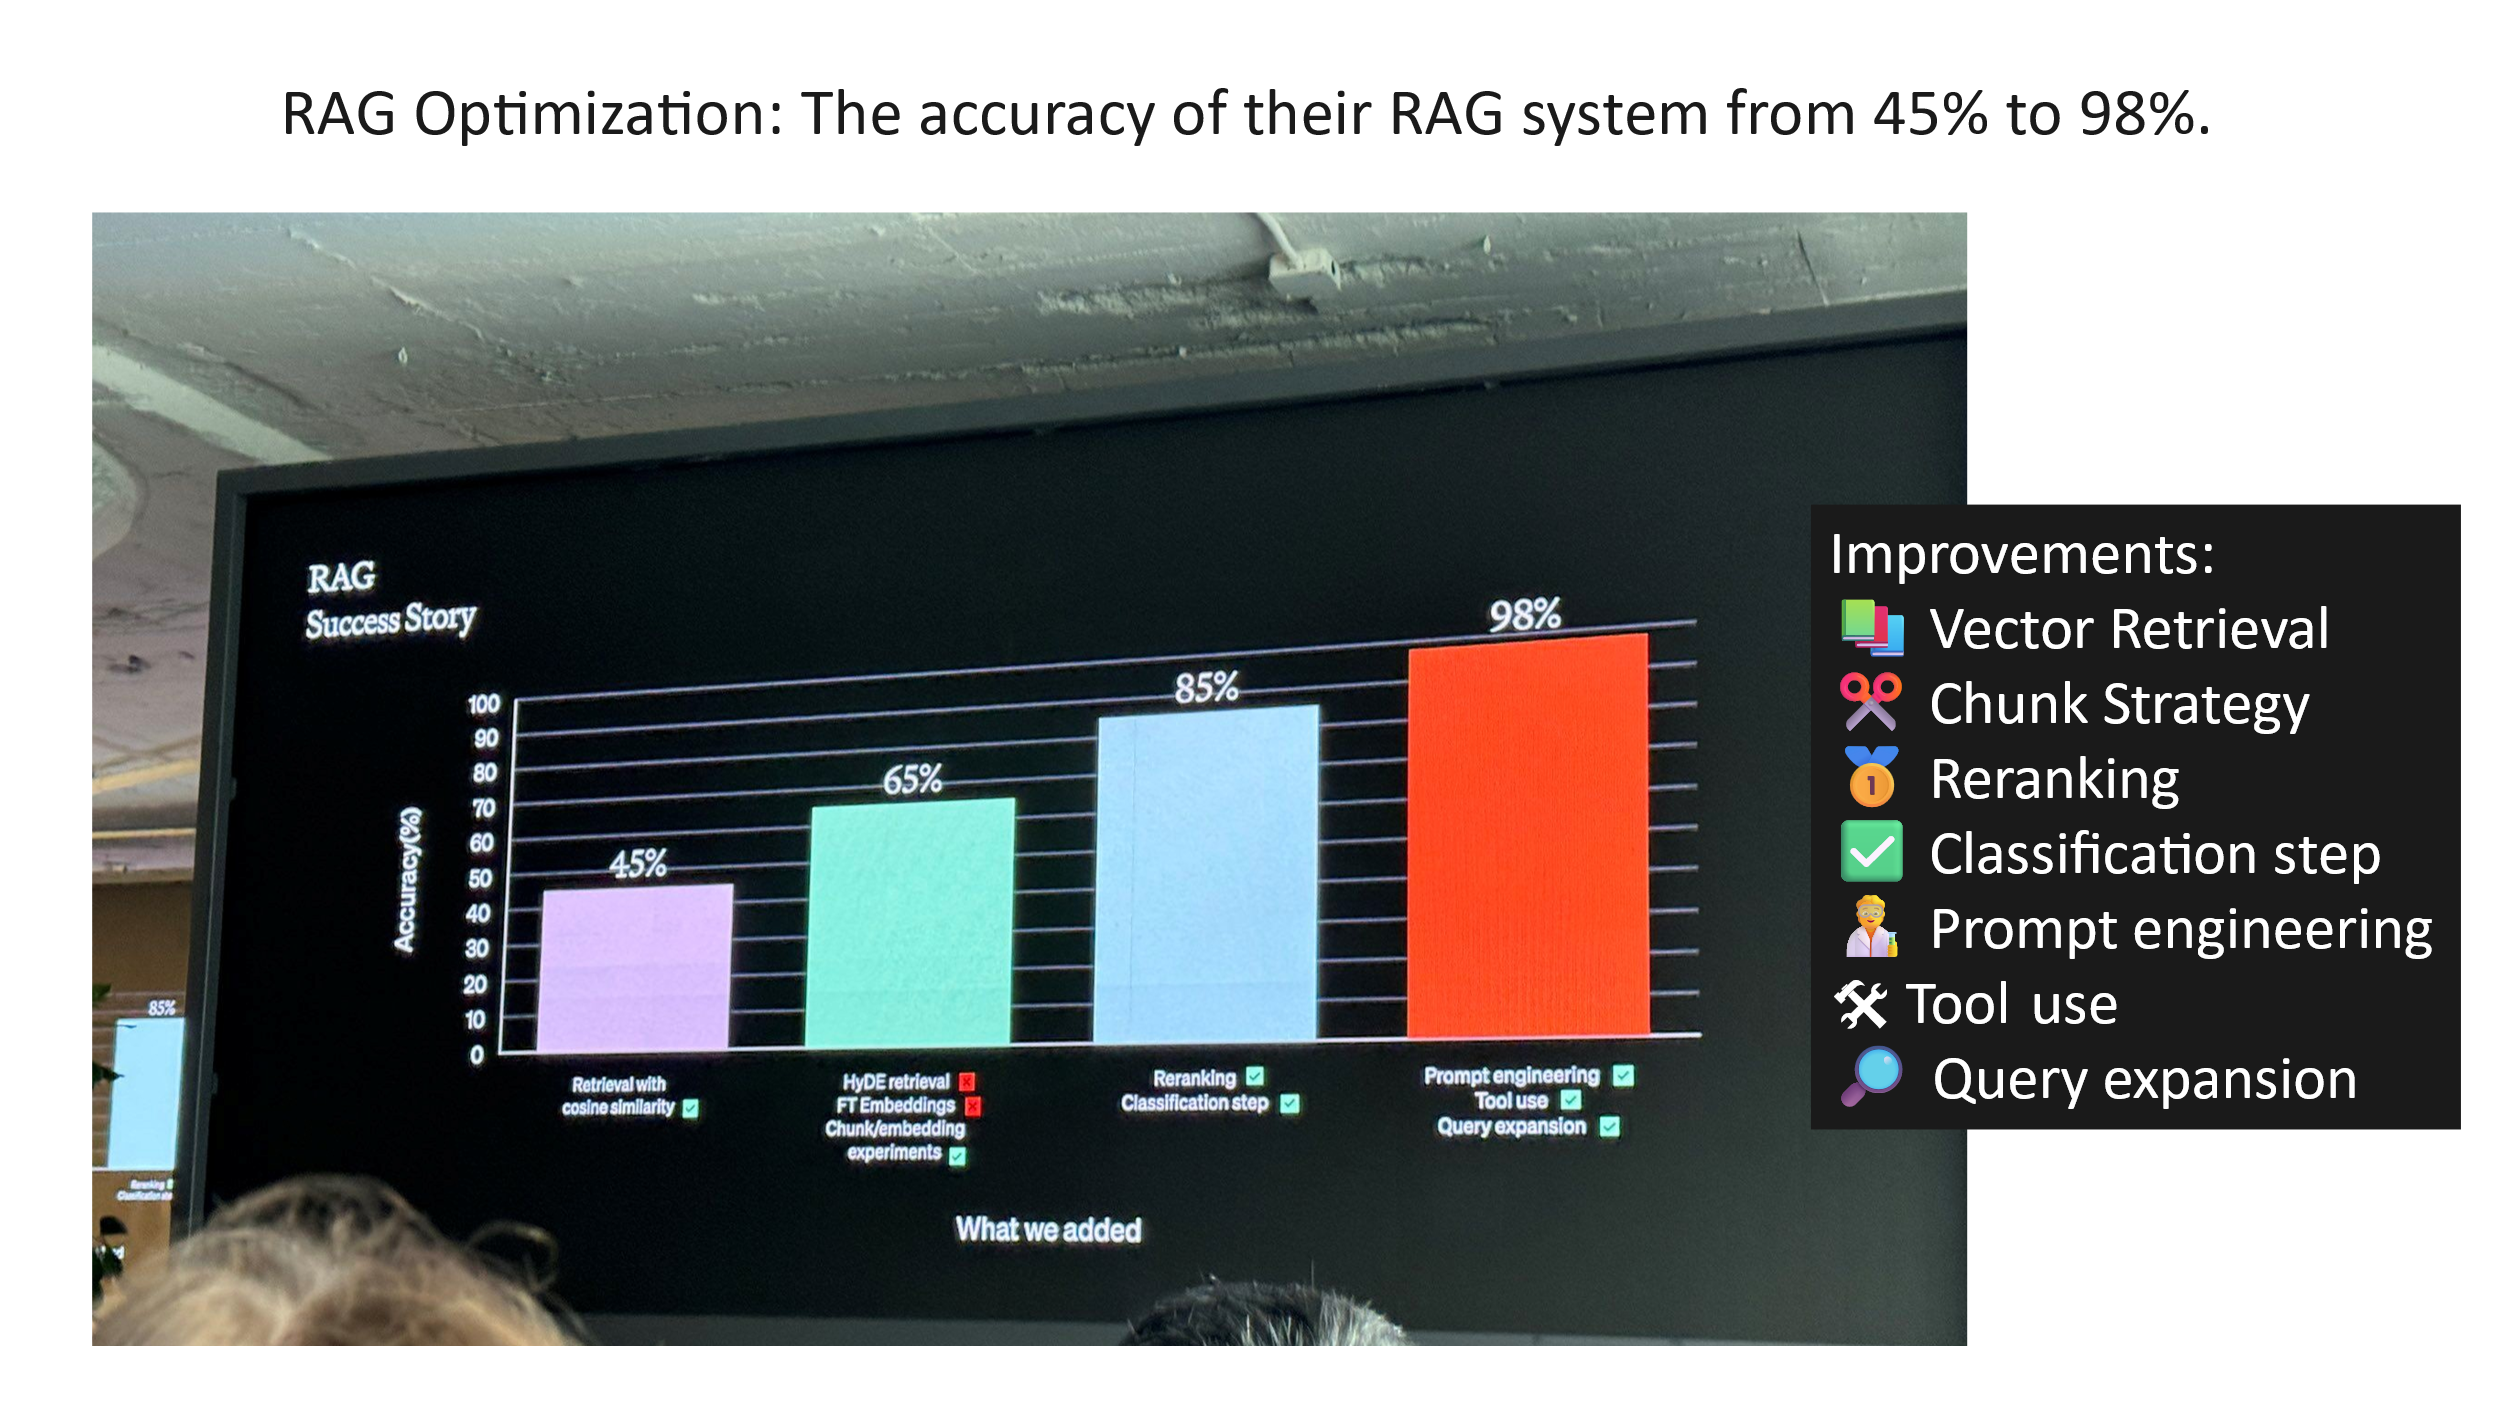 RAG Optimization: The accuracy of their RAG system from 45% to 98%.
RAG
Success Story
Accuracy(%)
100
90
80
70
60
50
40
30
20
10
0
45%
65%
85%
98%
Retrieval with
cosine similarity ✅
HyDE retrieval ❌
FT Embeddings ❌
Chunk/embedding
experiments ✅
Reranking ✅
Classification step ✅
Prompt engineering ✅
Tool use ✅
Query expansion ✅
What we added
85%
Reranking
Classification ste
Improvements:
📚 Vector Retrieval
✂️ Chunk Strategy
🥇 Reranking
✅ Classification step
🧑‍🔬 Prompt engineering
🛠 Tool use
🔎 Query expansion